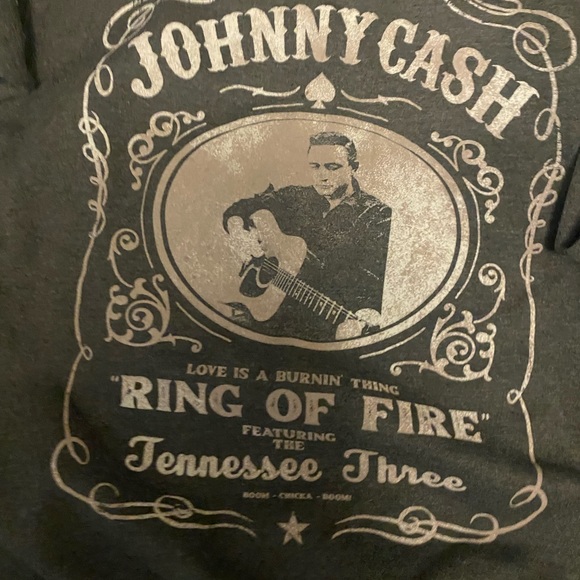 JOHNNY CASH
LOVE IS A BURNIN' THING
"RING OF FIRE"
FEATURING
THE
Tennessee Three
BOOM - CHICKA - BOOM!